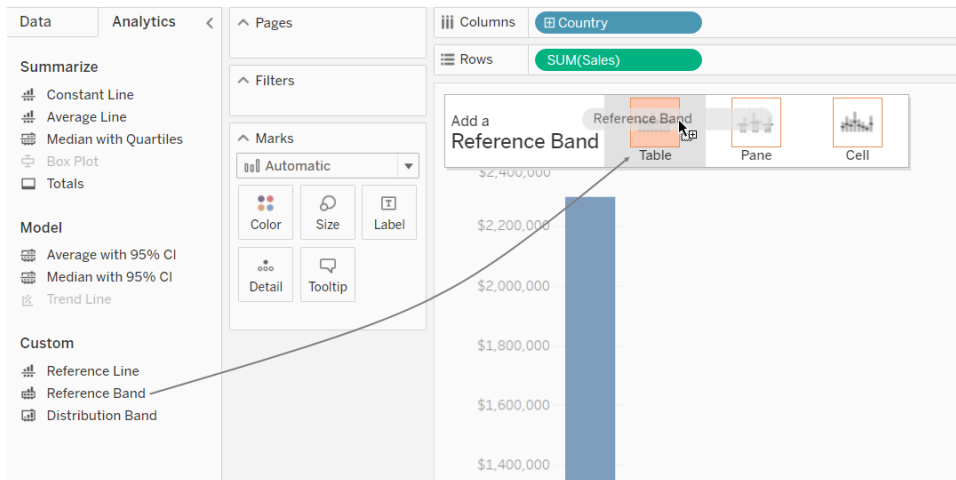 Data
Analytics
Summarize
Constant Line
Average Line
Median with Quartiles
Box Plot
Totals
Model
Average with 95% CI
Median with 95% CI
Trend Line
Custom
Reference Line
Reference Band
Distribution Band
Pages
Filters
Marks
Automatic
Color
Size
Label
Detail
Tooltip
Columns
Country
Rows
SUM(Sales)
Add a
Reference Band
Reference Band
Table
Pane
Cell
$2,400,000
$2,200,000
$2,000,000
$1,800,000
$1,600,000
$1,400,000